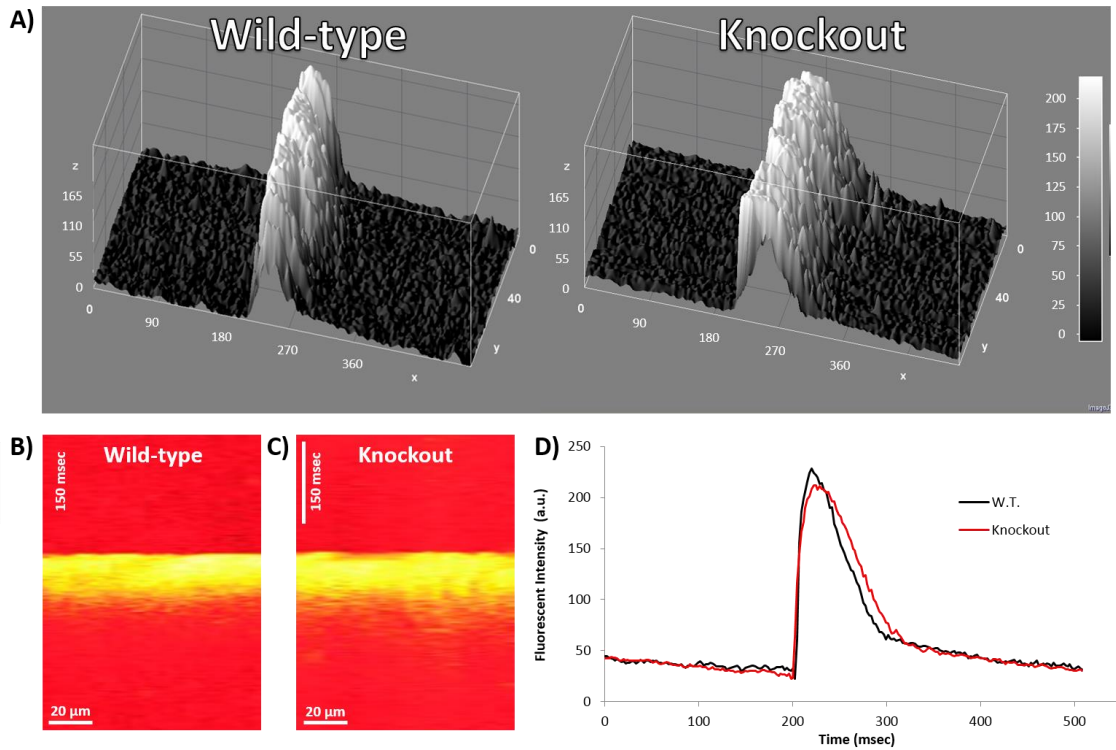 A)
Wild-type
Knockout
z
165
110
55
0
0
90
180
270
360
x
0
40
y
z
165
110
55
0
0
90
180
270
360
x
0
40
y
200
175
150
125
100
75
50
25
0
B)
Wild-type
150 msec
20 µm
C)
Knockout
150 msec
20 µm
D)
Fluorescent Intensity (a.u.)
250
200
150
100
50
0
0
100
200
300
400
500
Time (msec)
W.T.
Knockout